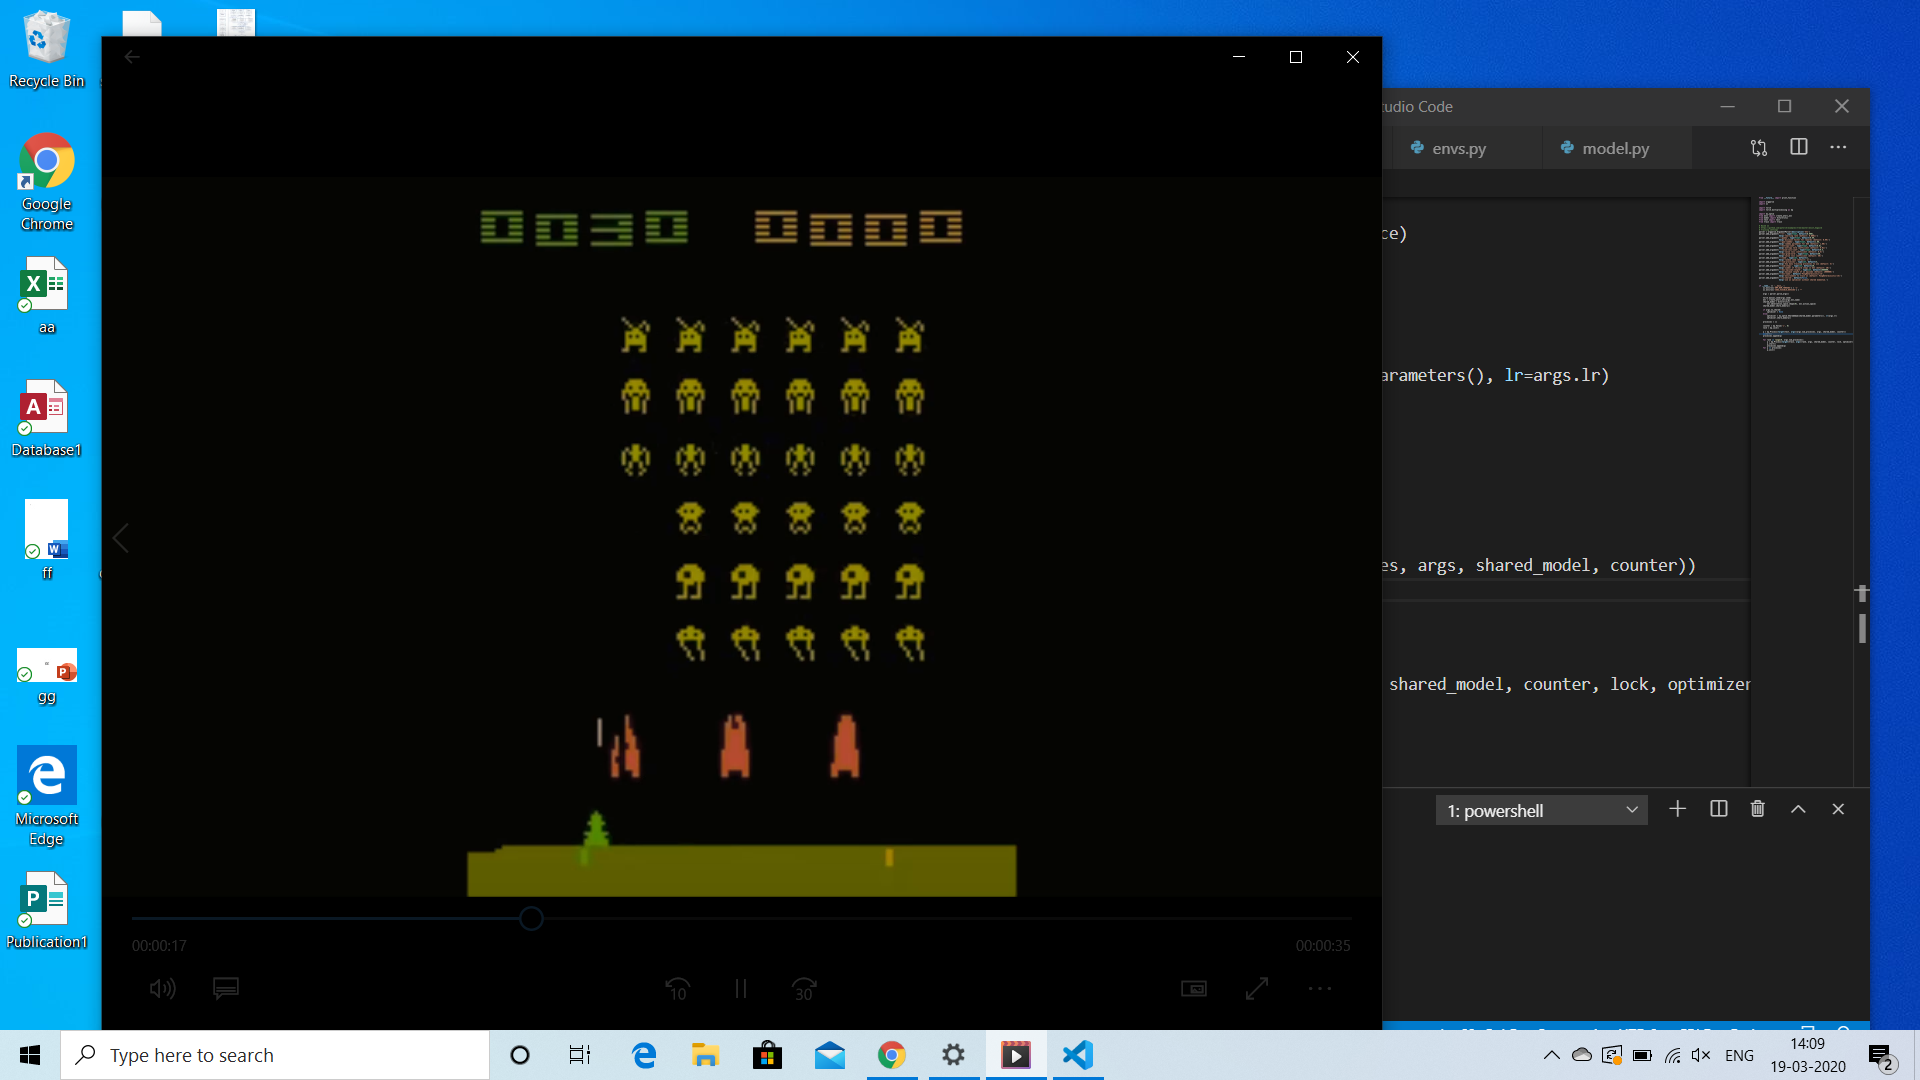 Recycle Bin
Google
Chrome
aa
Database1
ff
gg
Microsoft
Edge
Publication1
0030 0000
00:00:17
00:00:35
10
30
tudio Code
envs.py
model.py
ce)
arameters(), lr=args.lr)
es, args, shared_model, counter))
shared_model, counter, lock, optimizer
1: powershell
Type here to search
ENG
14:09
19-03-2020
2